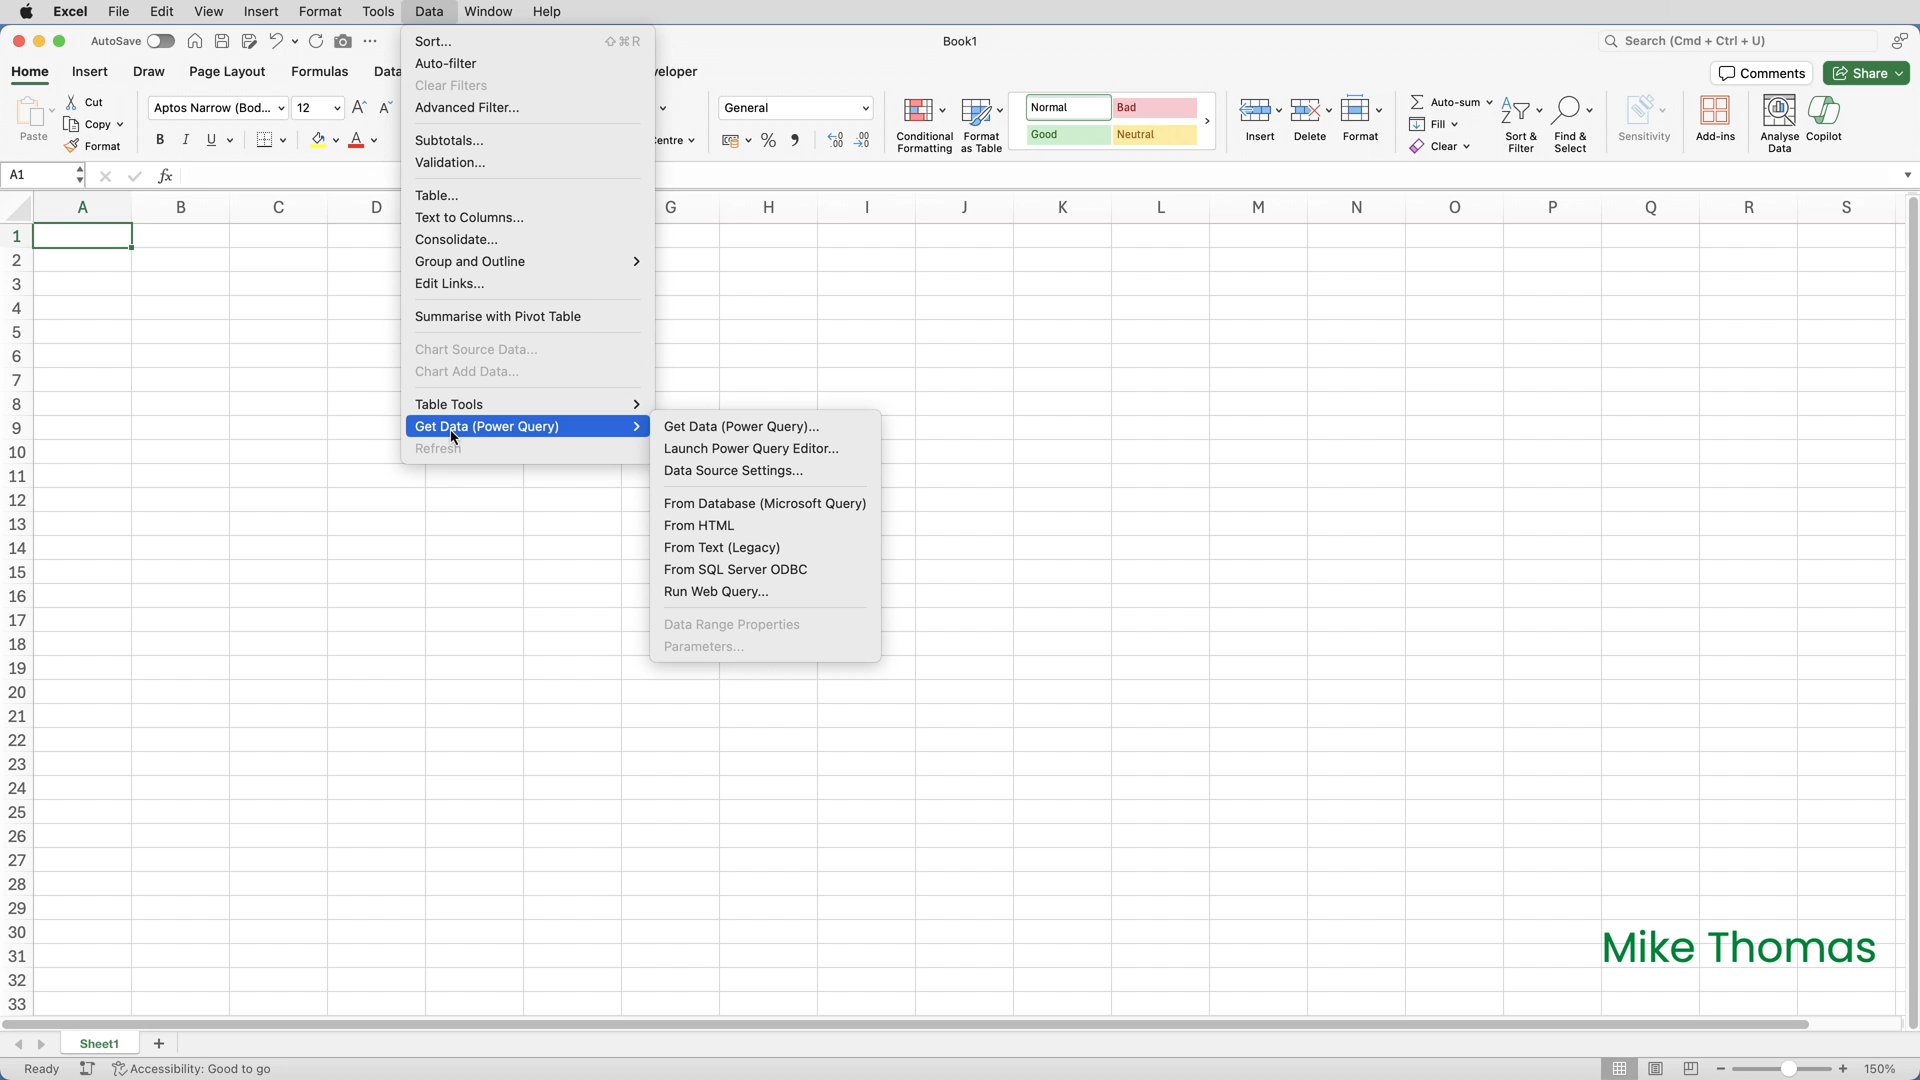 Excel File Edit View Insert Format Tools Data Window Help
AutoSave Book1 Search (Cmd + Ctrl + U)
Home Insert Draw Page Layout Formulas Data veloper Comments Share
Paste Cut Copy Format
Aptos Narrow (Bod... 12 A^ A˅
B I U A
entre
General
% 9
Conditional Formatting
Format as Table
Normal Bad
Good Neutral
Insert Delete Format
Auto-sum
Fill
Clear
Sort & Filter
Find & Select
Sensitivity
Add-ins
Analyse Data
Copilot
A1 fx
A B C D G H I J K L M N O P Q R S
1
2
3
4
5
6
7
8
9
10
11
12
13
14
15
16
17
18
19
20
21
22
23
24
25
26
27
28
29
30
31
32
33
Sort... ⇧⌘R
Auto-filter
Clear Filters
Advanced Filter...
Subtotals...
Validation...
Table...
Text to Columns...
Consolidate...
Group and Outline
Edit Links...
Summarise with Pivot Table
Chart Source Data...
Chart Add Data...
Table Tools
Get Data (Power Query)
Refresh
Get Data (Power Query)...
Launch Power Query Editor...
Data Source Settings...
From Database (Microsoft Query)
From HTML
From Text (Legacy)
From SQL Server ODBC
Run Web Query...
Data Range Properties
Parameters...
Mike Thomas
Sheet1 +
Ready Accessibility: Good to go − + 150%